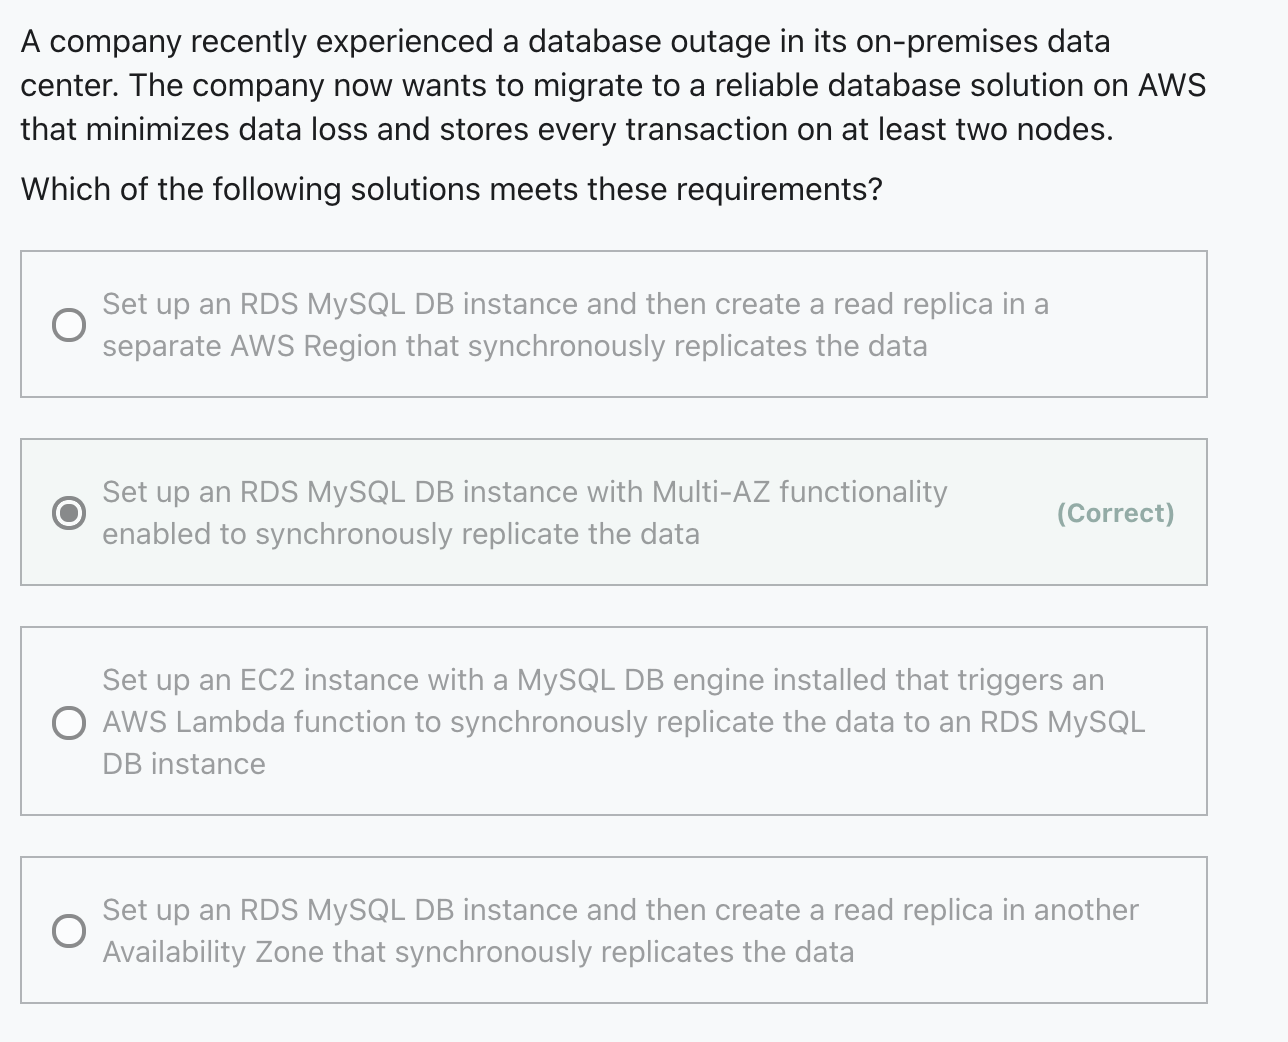 A company recently experienced a database outage in its on-premises data
center. The company now wants to migrate to a reliable database solution on AWS
that minimizes data loss and stores every transaction on at least two nodes.
Which of the following solutions meets these requirements?
Set up an RDS MySQL DB instance and then create a read replica in a
separate AWS Region that synchronously replicates the data
Set up an RDS MySQL DB instance with Multi-AZ functionality
enabled to synchronously replicate the data
(Correct)
Set up an EC2 instance with a MySQL DB engine installed that triggers an
AWS Lambda function to synchronously replicate the data to an RDS MySQL
DB instance
Set up an RDS MySQL DB instance and then create a read replica in another
Availability Zone that synchronously replicates the data